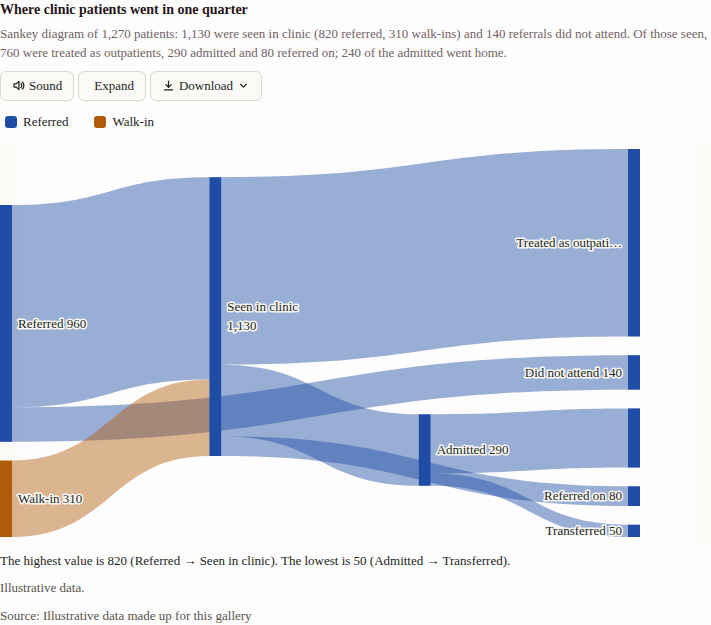 Where clinic patients went in one quarter
Sankey diagram of 1,270 patients: 1,130 were seen in clinic (820 referred, 310 walk-ins) and 140 referrals did not attend. Of those seen,
760 were treated as outpatients, 290 admitted and 80 referred on; 240 of the admitted went home.
Sound
Expand
Download
Referred
Walk-in
Treated as outpati…
Seen in clinic
1,130
Referred 960
Did not attend 140
Admitted 290
Walk-in 310
Referred on 80
Transferred 50
The highest value is 820 (Referred → Seen in clinic). The lowest is 50 (Admitted → Transferred).
Illustrative data.
Source: Illustrative data made up for this gallery